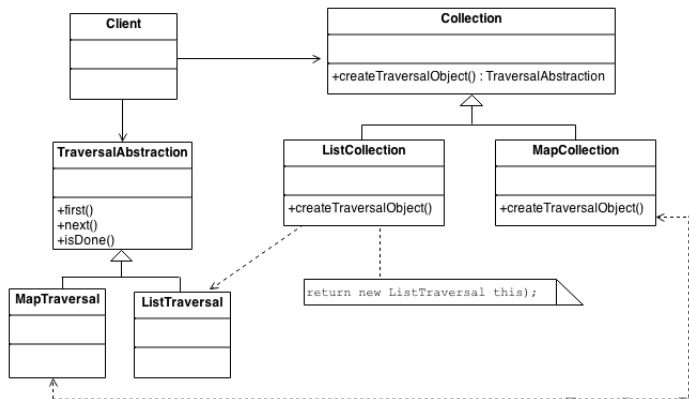 Client
Collection
+createTraversalObject() : TraversalAbstraction
TraversalAbstraction
+first()
+next()
+isDone()
ListCollection
+createTraversalObject()
MapCollection
+createTraversalObject()
return new ListTraversal this);
MapTraversal
ListTraversal